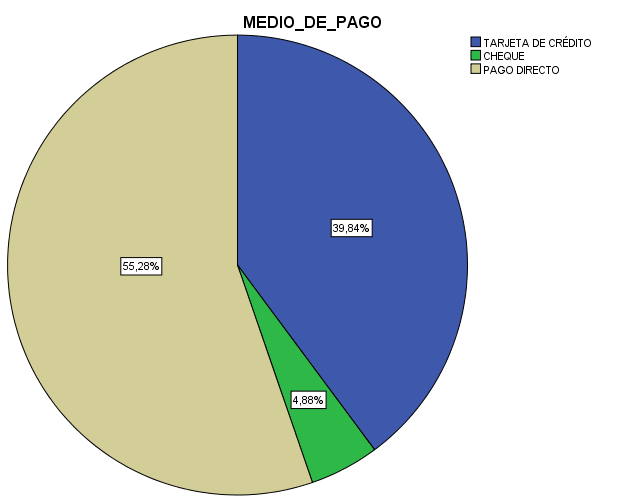 MEDIO_DE_PAGO
TARJETA DE CRÉDITO
CHEQUE
PAGO DIRECTO
39,84%
55,28%
4,88%